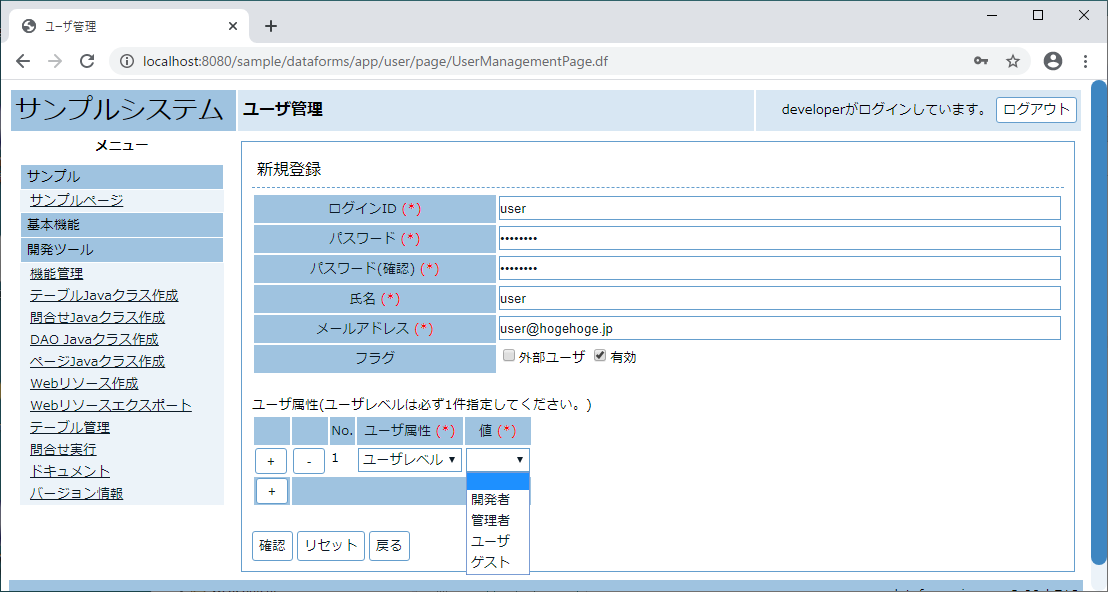 ユーザ管理
localhost:8080/sample/dataforms/app/user/page/UserManagementPage.df
サンプルシステム
ユーザ管理
developerがログインしています。 ログアウト
メニュー
サンプル
サンプルページ
基本機能
開発ツール
機能管理
テーブルJavaクラス作成
問合せJavaクラス作成
DAO Javaクラス作成
ページJavaクラス作成
Webリソース作成
Webリソースエクスポート
テーブル管理
問合せ実行
ドキュメント
バージョン情報
新規登録
ログインID (*) user
パスワード (*) ••••••••
パスワード(確認) (*) ••••••••
氏名 (*) user
メールアドレス (*) user@hogehoge.jp
フラグ 外部ユーザ 有効
ユーザ属性(ユーザレベルは必ず1件指定してください。)
No. ユーザ属性 (*) 値 (*)
+ - 1 ユーザレベル
+
開発者
管理者
ユーザ
ゲスト
確認 リセット 戻る